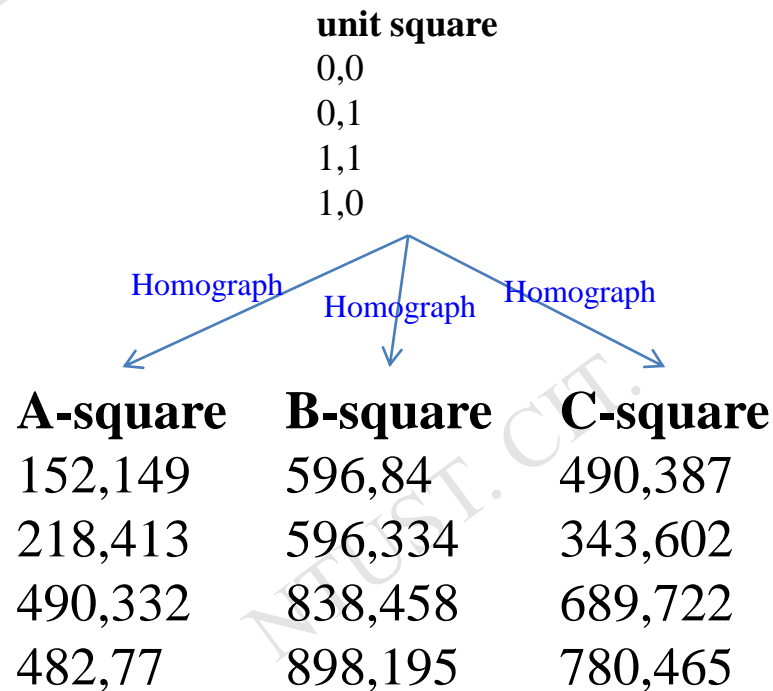 unit square
0,0
0,1
1,1
1,0
Homograph Homograph Homograph
A-square B-square C-square
152,149 596,84 490,387
218,413 596,334 343,602
490,332 838,458 689,722
482,77 898,195 780,465
NTUST. CIT.